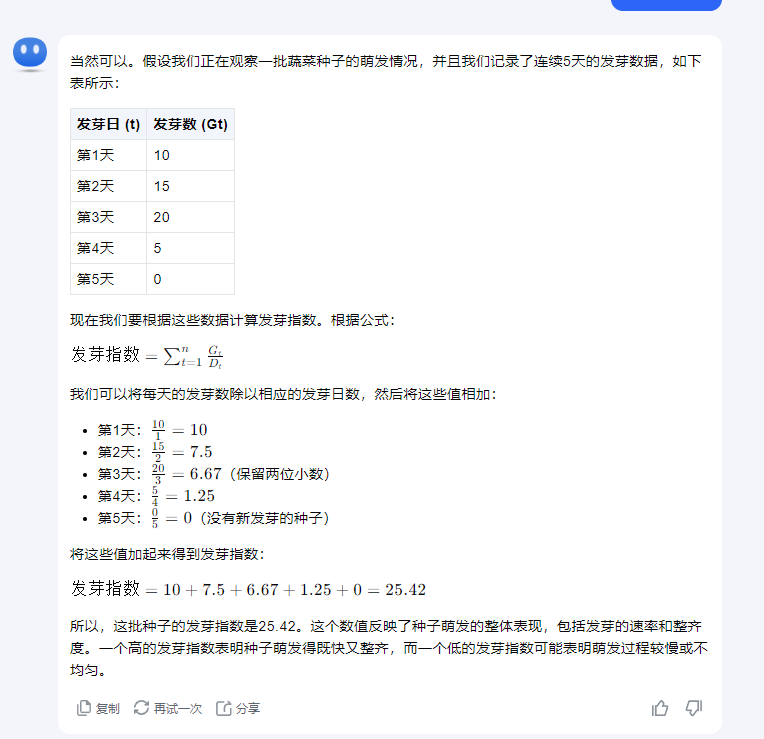 当然可以。假设我们正在观察一批蔬菜种子的萌发情况，并且我们记录了连续5天的发芽数据，如下
表所示：
发芽日 (t) 发芽数 (Gt)
第1天 10
第2天 15
第3天 20
第4天 5
第5天 0
现在我们要根据这些数据计算发芽指数。根据公式：
发芽指数 = ∑_{t=1}^{n} \frac{G_t}{D_t}
我们可以将每天的发芽数除以相应的发芽日数，然后将这些值相加：
• 第1天：\frac{10}{1} = 10
• 第2天：\frac{15}{2} = 7.5
• 第3天：\frac{20}{3} = 6.67（保留两位小数）
• 第4天：\frac{5}{4} = 1.25
• 第5天：\frac{0}{5} = 0（没有新发芽的种子）
将这些值加起来得到发芽指数：
发芽指数 = 10 + 7.5 + 6.67 + 1.25 + 0 = 25.42
所以，这批种子的发芽指数是25.42。这个数值反映了种子萌发的整体表现，包括发芽的速率和整齐
度。一个高的发芽指数表明种子萌发得既快又整齐，而一个低的发芽指数可能表明萌发过程较慢或不
均匀。
复制 再试一次 分享